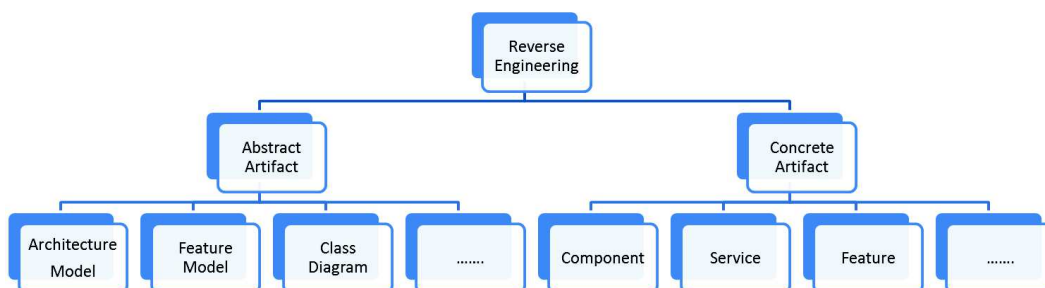 Reverse
Engineering
Abstract
Artifact
Concrete
Artifact
Architecture
Model
Feature
Model
Class
Diagram
.......
Component
Service
Feature
.......